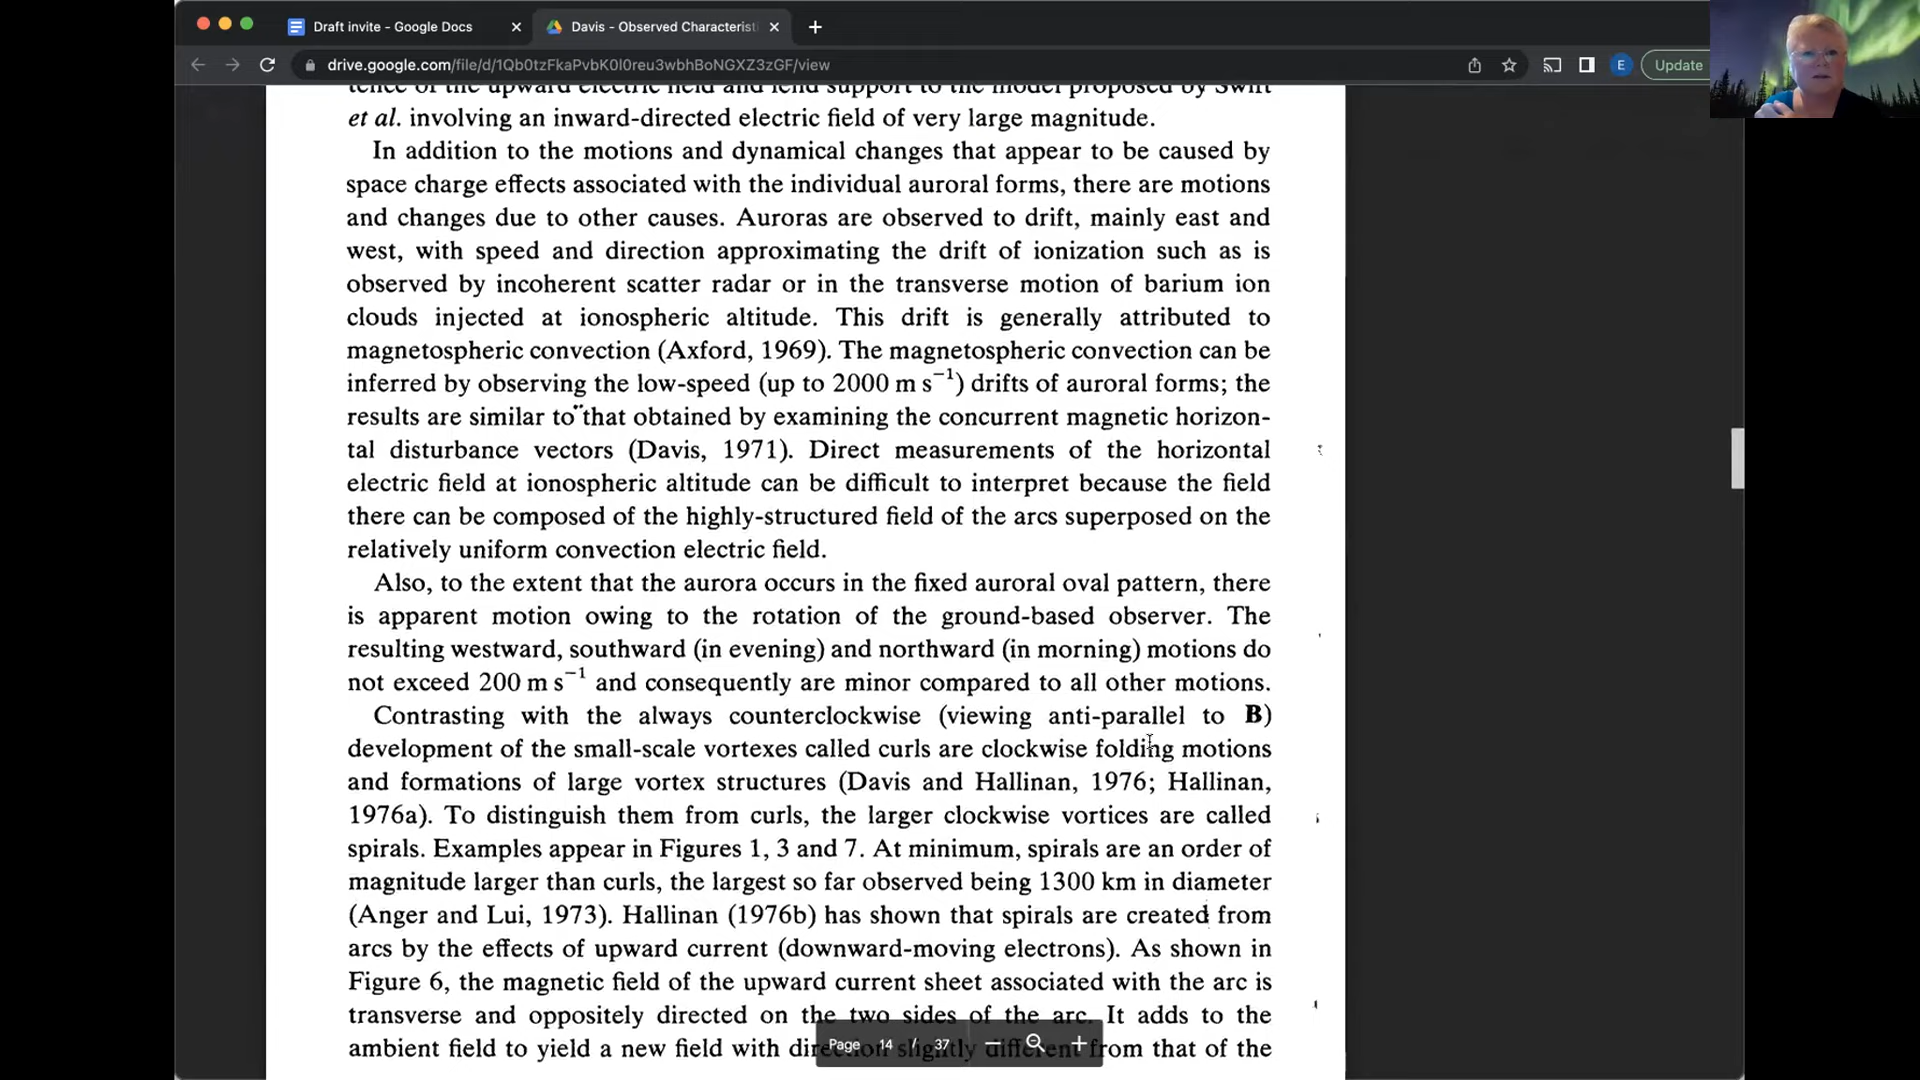 Draft invite - Google Docs
Davis - Observed Characterist
drive.google.com/file/d/1Qb0tzFkaPvbK0l0reu3wbhBoNGXZ3zGF/view
E
Update
tence of the upward electric field and lend support to the model proposed by Swift
et al. involving an inward-directed electric field of very large magnitude.
In addition to the motions and dynamical changes that appear to be caused by
space charge effects associated with the individual auroral forms, there are motions
and changes due to other causes. Auroras are observed to drift, mainly east and
west, with speed and direction approximating the drift of ionization such as is
observed by incoherent scatter radar or in the transverse motion of barium ion
clouds injected at ionospheric altitude. This drift is generally attributed to
magnetospheric convection (Axford, 1969). The magnetospheric convection can be
inferred by observing the low-speed (up to 2000 m s⁻¹) drifts of auroral forms; the
results are similar to that obtained by examining the concurrent magnetic horizon-
tal disturbance vectors (Davis, 1971). Direct measurements of the horizontal
electric field at ionospheric altitude can be difficult to interpret because the field
there can be composed of the highly-structured field of the arcs superposed on the
relatively uniform convection electric field.
Also, to the extent that the aurora occurs in the fixed auroral oval pattern, there
is apparent motion owing to the rotation of the ground-based observer. The
resulting westward, southward (in evening) and northward (in morning) motions do
not exceed 200 m s⁻¹ and consequently are minor compared to all other motions.
Contrasting with the always counterclockwise (viewing anti-parallel to B)
development of the small-scale vortexes called curls are clockwise folding motions
and formations of large vortex structures (Davis and Hallinan, 1976; Hallinan,
1976a). To distinguish them from curls, the larger clockwise vortices are called
spirals. Examples appear in Figures 1, 3 and 7. At minimum, spirals are an order of
magnitude larger than curls, the largest so far observed being 1300 km in diameter
(Anger and Lui, 1973). Hallinan (1976b) has shown that spirals are created from
arcs by the effects of upward current (downward-moving electrons). As shown in
Figure 6, the magnetic field of the upward current sheet associated with the arc is
transverse and oppositely directed on the two sides of the arc. It adds to the
ambient field to yield a new field with direction slightly different from that of the
Page 14 / 37